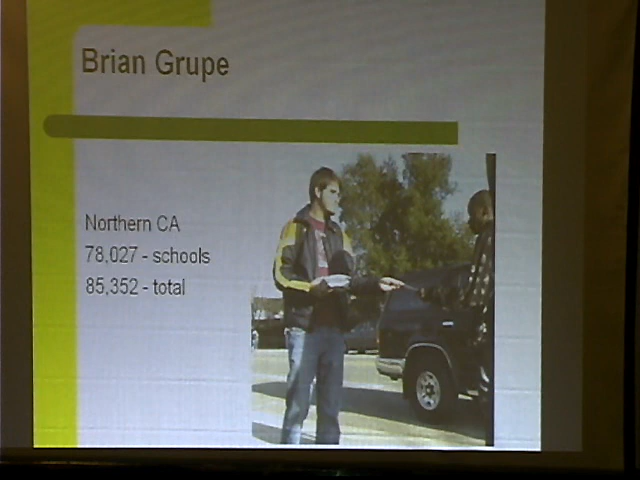 Brian Grupe
Northern CA
78,027 - schools
85,352 - total